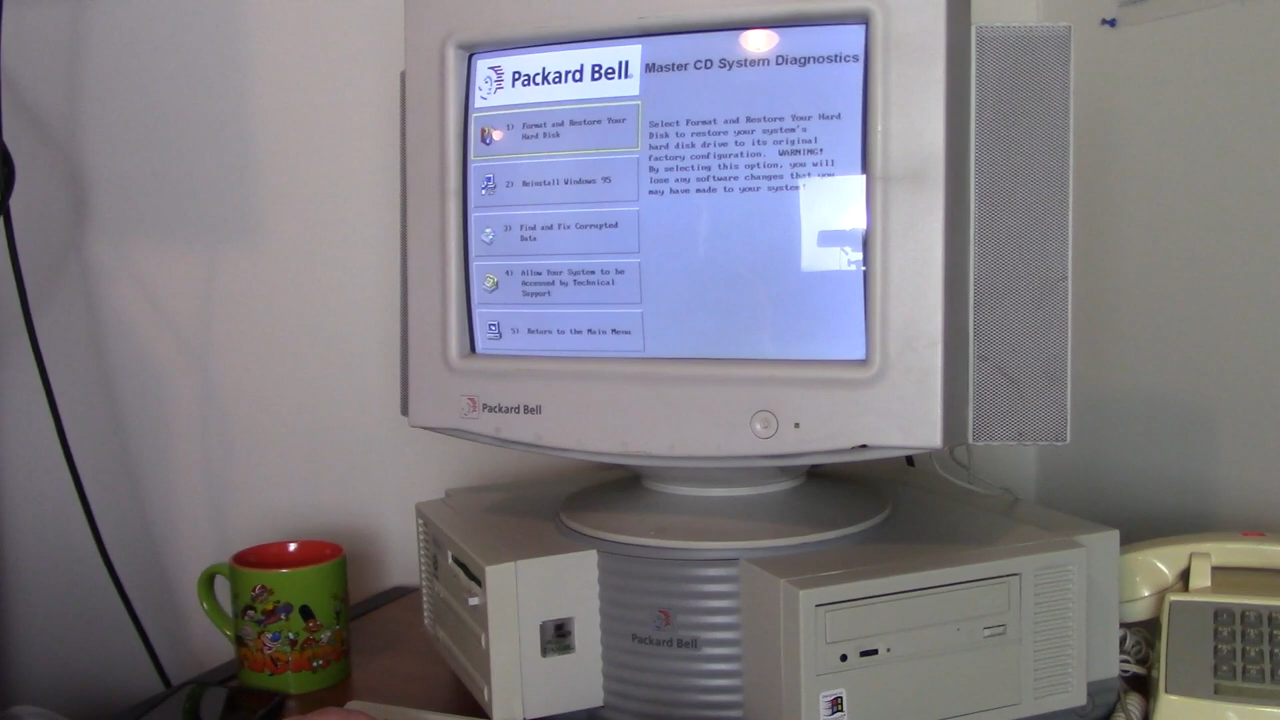 Packard Bell
Master CD System Diagnostics
1) Format and Restore Your
Hard Disk
2) Reinstall Windows 95
3) Find and Fix Corrupted
Data
4) Allow Your System to be
Accessed by Technical
Support
5) Return to the Main Menu
Select Format and Restore Your Hard
Disk to restore your system's
hard disk drive to its original
factory configuration. WARNING!
By selecting this option, you will
lose any software changes that you
may have made to your system!
Packard Bell
Packard Bell